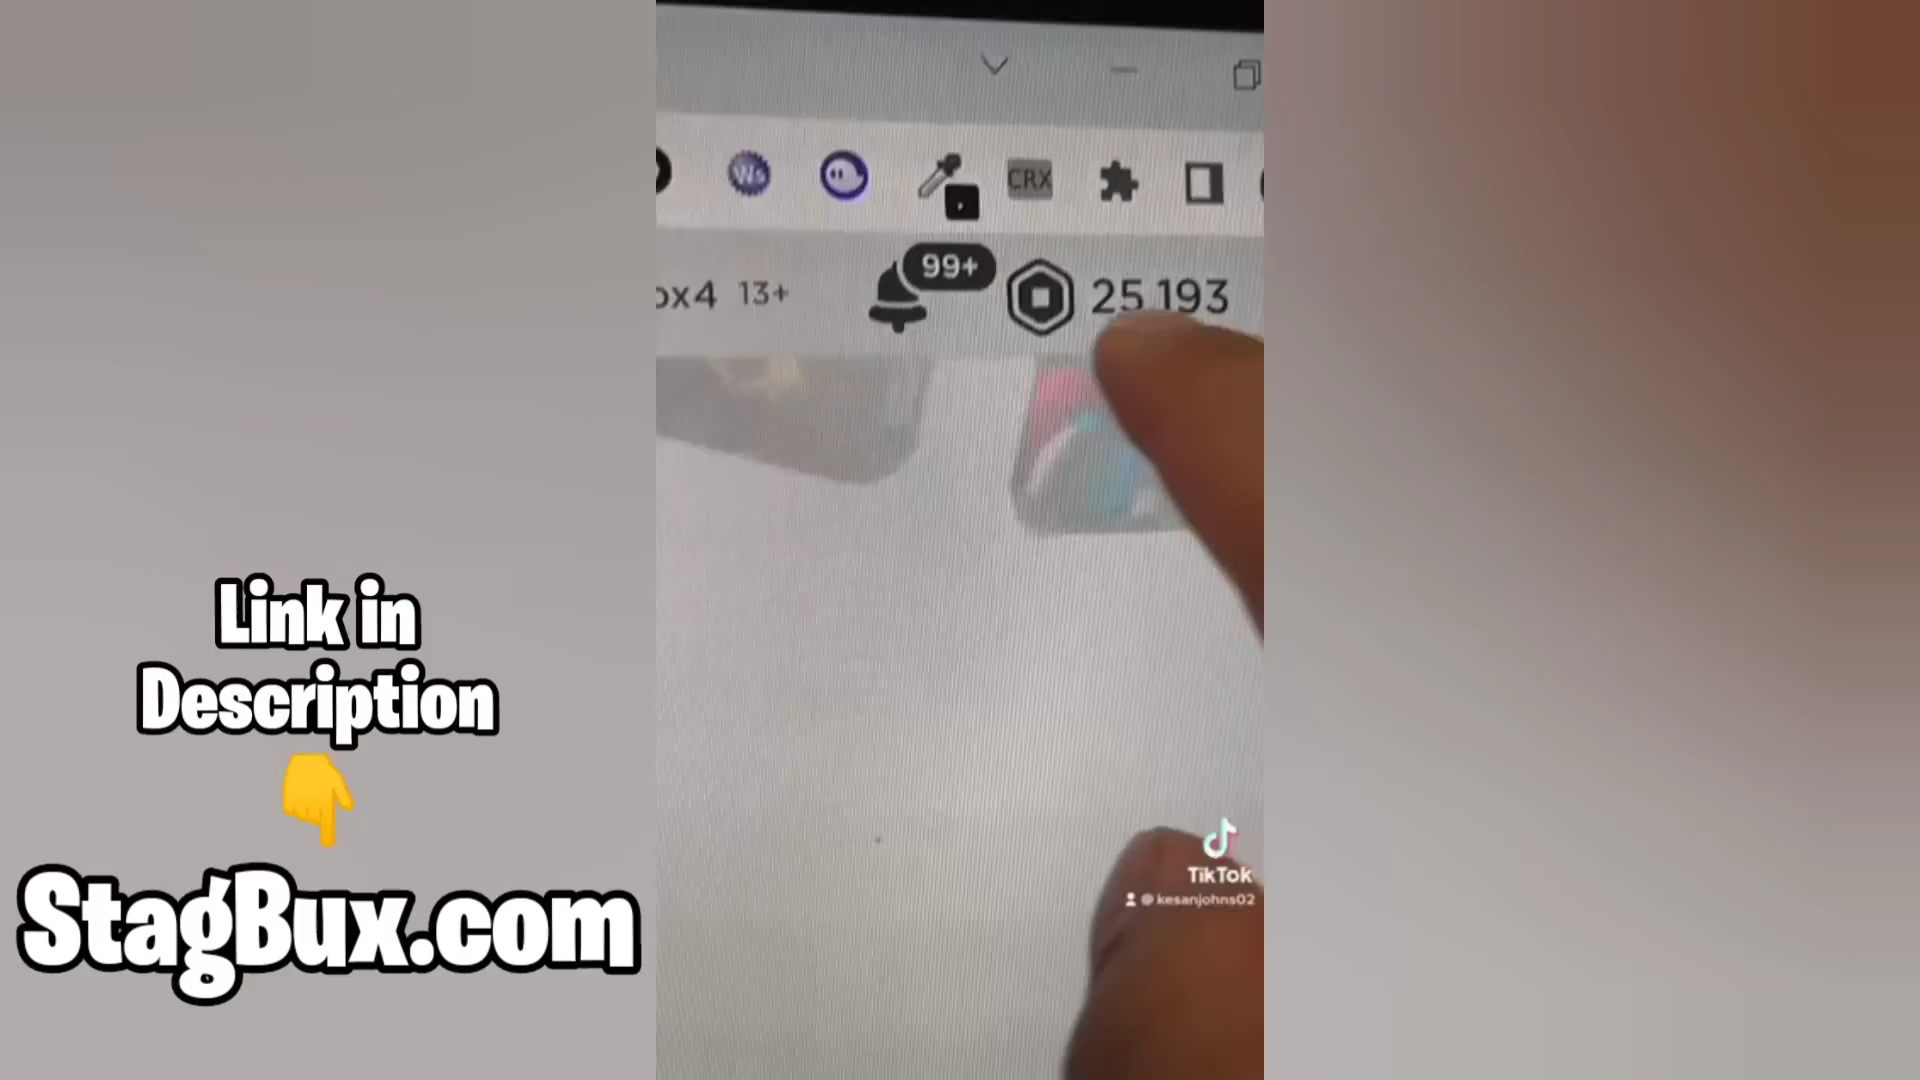 Ws
CRX
99+
ox4 13+
25,193
Link in
Description
StagBux.com
TikTok
@kesanjohns02